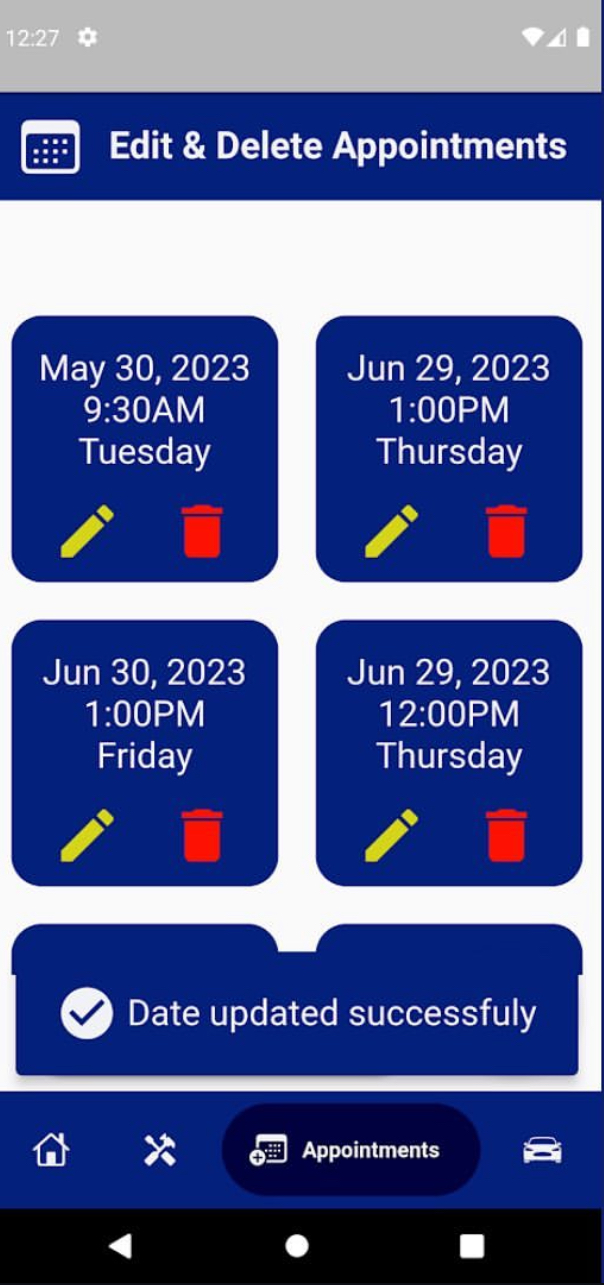 12:27
Edit & Delete Appointments
May 30, 2023
9:30AM
Tuesday
Jun 29, 2023
1:00PM
Thursday
Jun 30, 2023
1:00PM
Friday
Jun 29, 2023
12:00PM
Thursday
Date updated successfuly
Appointments